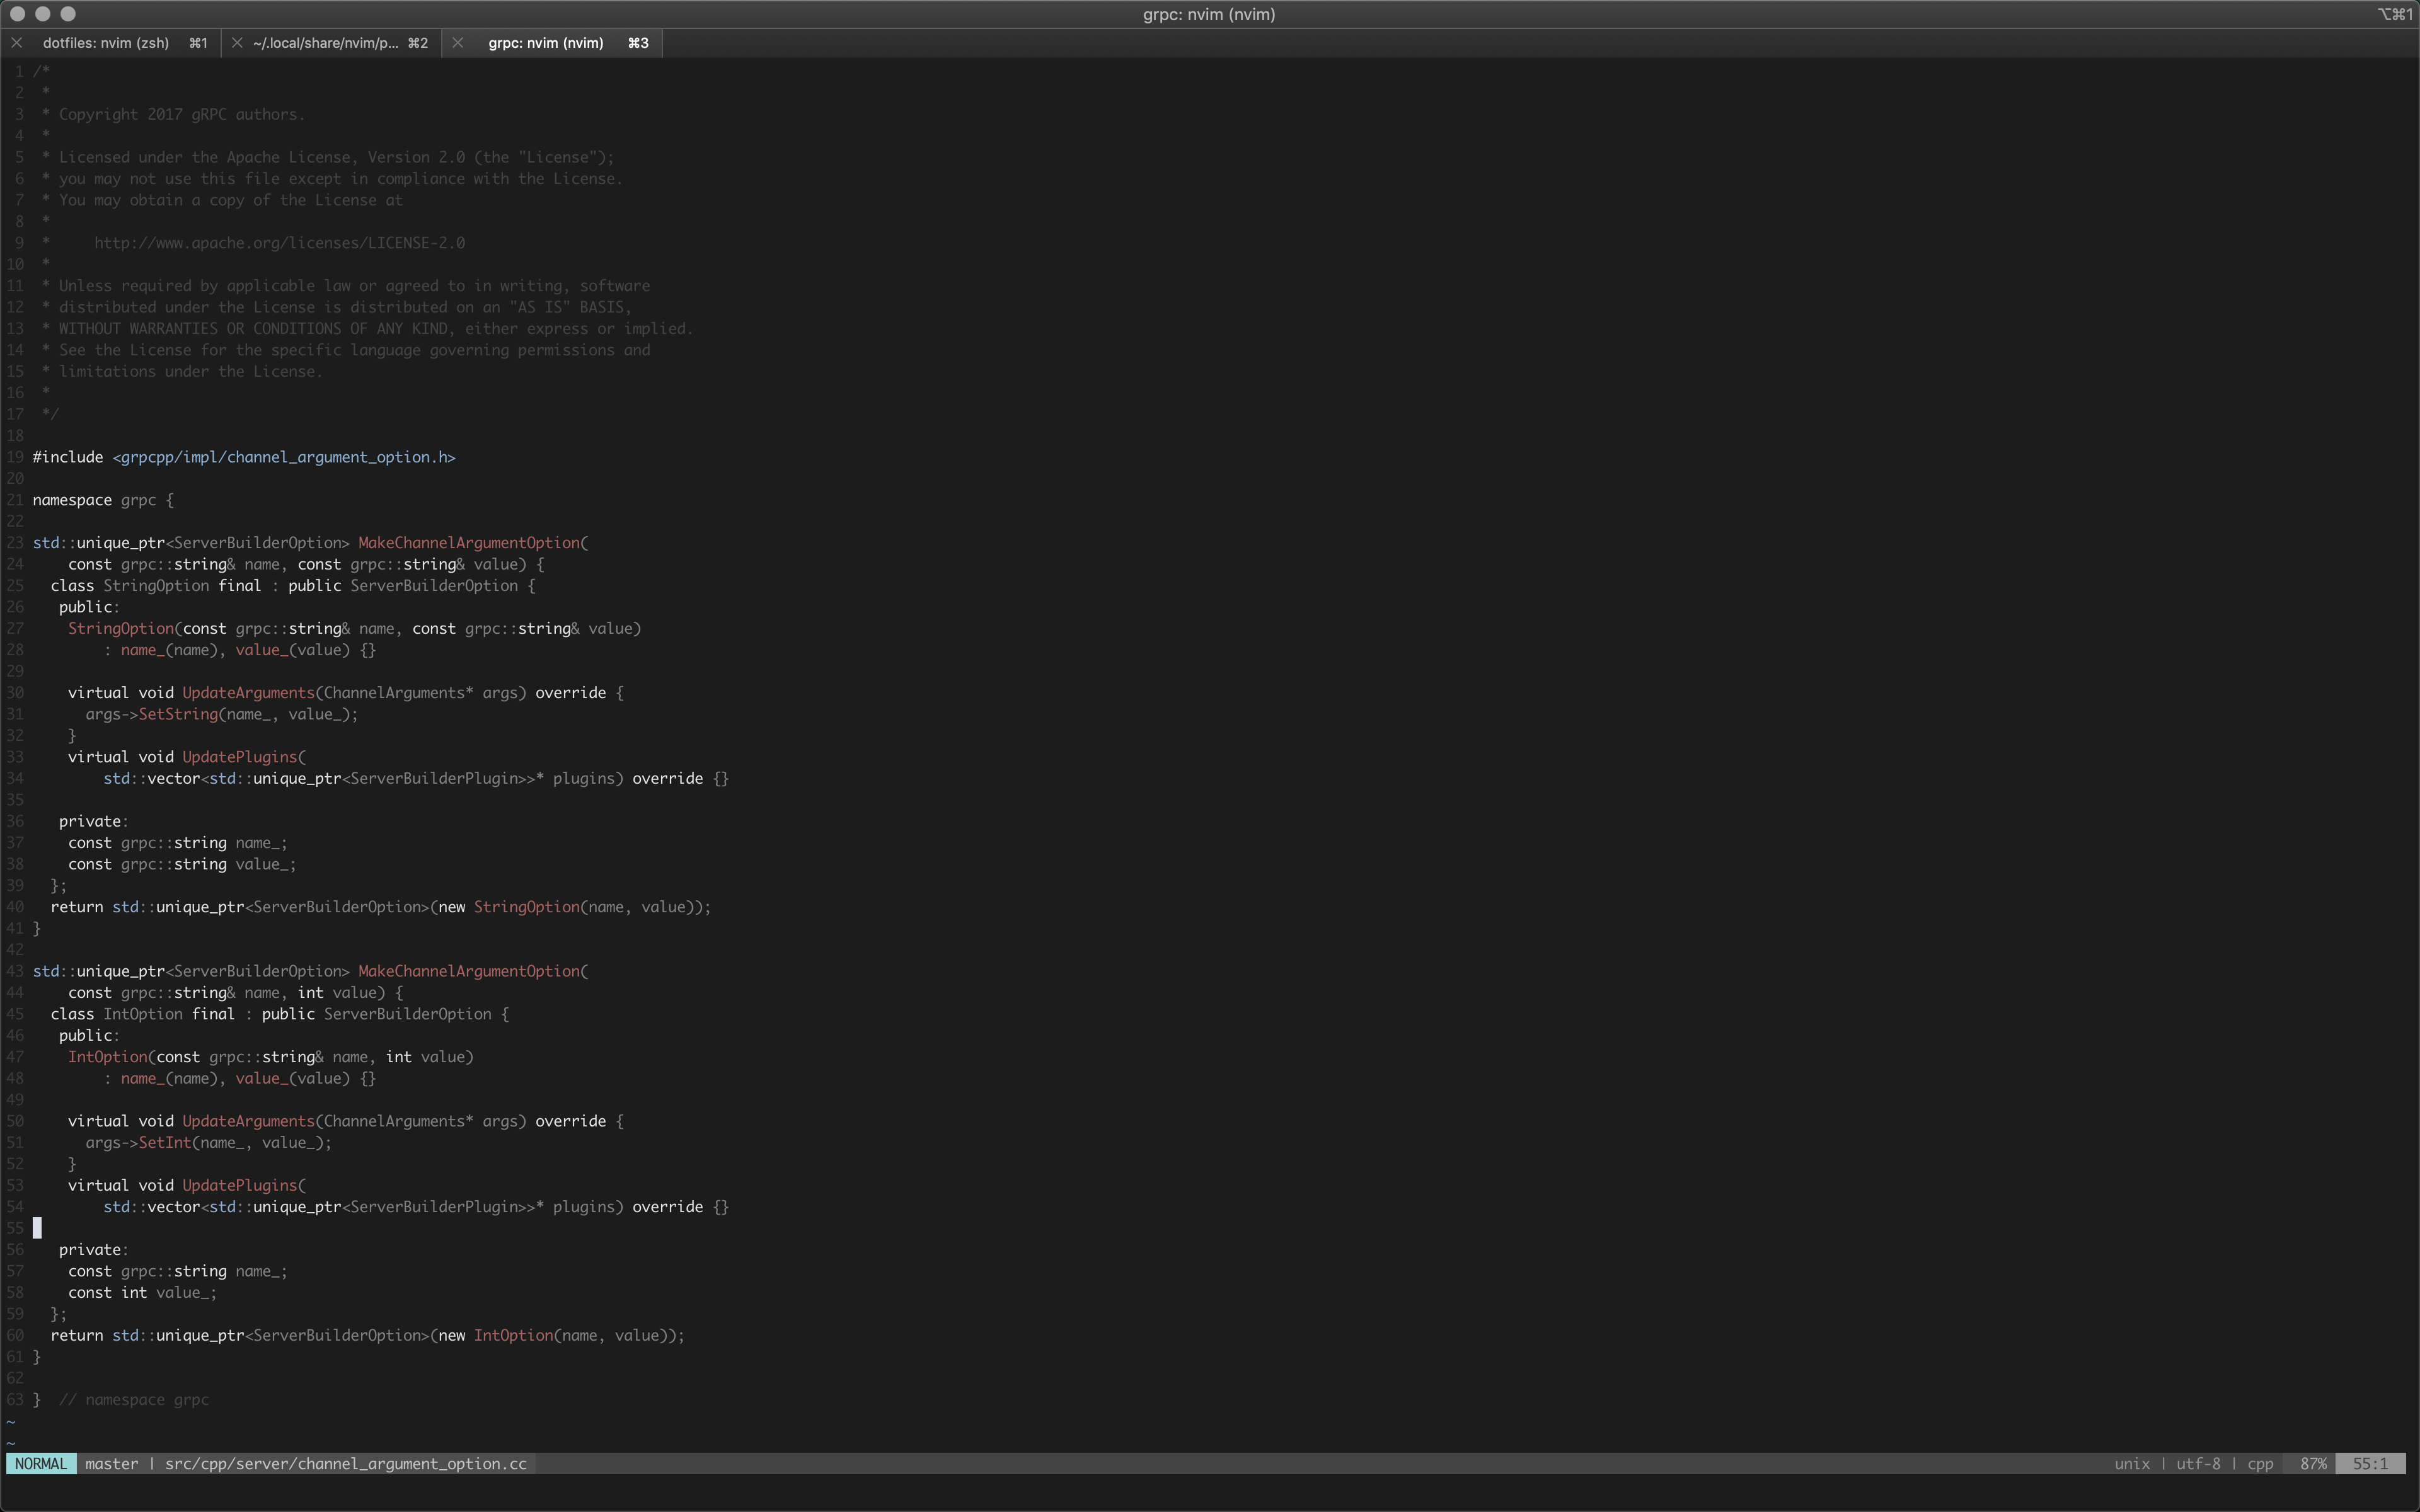 grpc: nvim (nvim)
⌥⌘1
dotfiles: nvim (zsh) ⌘1
~/.local/share/nvim/p... ⌘2
grpc: nvim (nvim) ⌘3
1 /*
2  *
3  * Copyright 2017 gRPC authors.
4  *
5  * Licensed under the Apache License, Version 2.0 (the "License");
6  * you may not use this file except in compliance with the License.
7  * You may obtain a copy of the License at
8  *
9  *     http://www.apache.org/licenses/LICENSE-2.0
10  *
11  * Unless required by applicable law or agreed to in writing, software
12  * distributed under the License is distributed on an "AS IS" BASIS,
13  * WITHOUT WARRANTIES OR CONDITIONS OF ANY KIND, either express or implied.
14  * See the License for the specific language governing permissions and
15  * limitations under the License.
16  *
17  */
18
19 #include <grpcpp/impl/channel_argument_option.h>
20
21 namespace grpc {
22
23 std::unique_ptr<ServerBuilderOption> MakeChannelArgumentOption(
24     const grpc::string& name, const grpc::string& value) {
25   class StringOption final : public ServerBuilderOption {
26    public:
27     StringOption(const grpc::string& name, const grpc::string& value)
28         : name_(name), value_(value) {}
29
30     virtual void UpdateArguments(ChannelArguments* args) override {
31       args->SetString(name_, value_);
32     }
33     virtual void UpdatePlugins(
34         std::vector<std::unique_ptr<ServerBuilderPlugin>>* plugins) override {}
35
36    private:
37     const grpc::string name_;
38     const grpc::string value_;
39   };
40   return std::unique_ptr<ServerBuilderOption>(new StringOption(name, value));
41 }
42
43 std::unique_ptr<ServerBuilderOption> MakeChannelArgumentOption(
44     const grpc::string& name, int value) {
45   class IntOption final : public ServerBuilderOption {
46    public:
47     IntOption(const grpc::string& name, int value)
48         : name_(name), value_(value) {}
49
50     virtual void UpdateArguments(ChannelArguments* args) override {
51       args->SetInt(name_, value_);
52     }
53     virtual void UpdatePlugins(
54         std::vector<std::unique_ptr<ServerBuilderPlugin>>* plugins) override {}
55
56    private:
57     const grpc::string name_;
58     const int value_;
59   };
60   return std::unique_ptr<ServerBuilderOption>(new IntOption(name, value));
61 }
62
63 }  // namespace grpc
~
~
NORMAL master | src/cpp/server/channel_argument_option.cc unix | utf-8 | cpp 87% 55:1